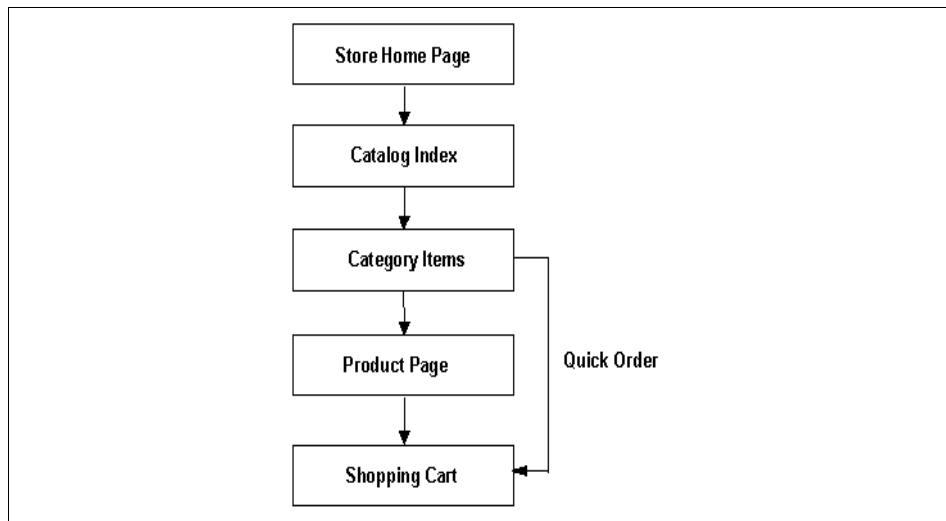 Store Home Page
Catalog Index
Category Items
Product Page
Quick Order
Shopping Cart